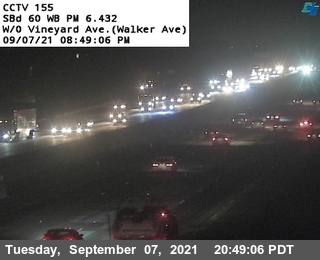 CCTV 155
SBd 60 WB PM 6.432
W/O Vineyard Ave.(Walker Ave)
09/07/21 08:49:06 PM
Tuesday, September 07, 2021 20:49:06 PDT